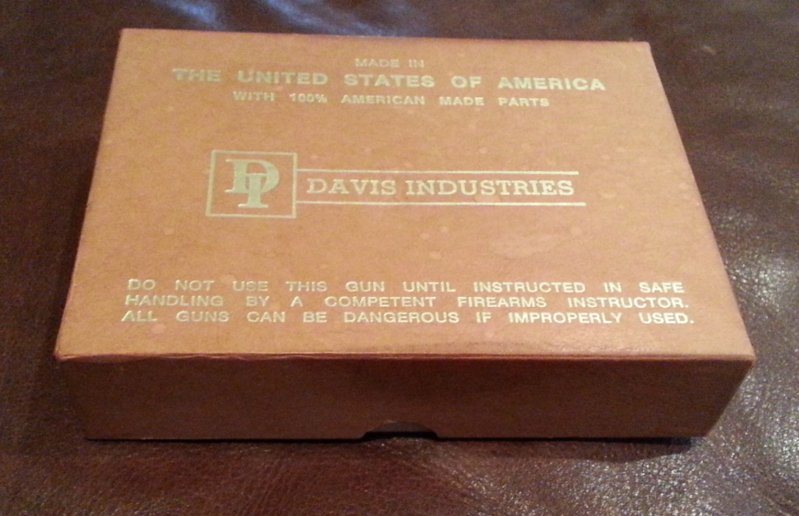 MADE IN
THE UNITED STATES OF AMERICA
WITH 100% AMERICAN MADE PARTS
DI DAVIS INDUSTRIES
DO NOT USE THIS GUN UNTIL INSTRUCTED IN SAFE
HANDLING BY A COMPETENT FIREARMS INSTRUCTOR.
ALL GUNS CAN BE DANGEROUS IF IMPROPERLY USED.